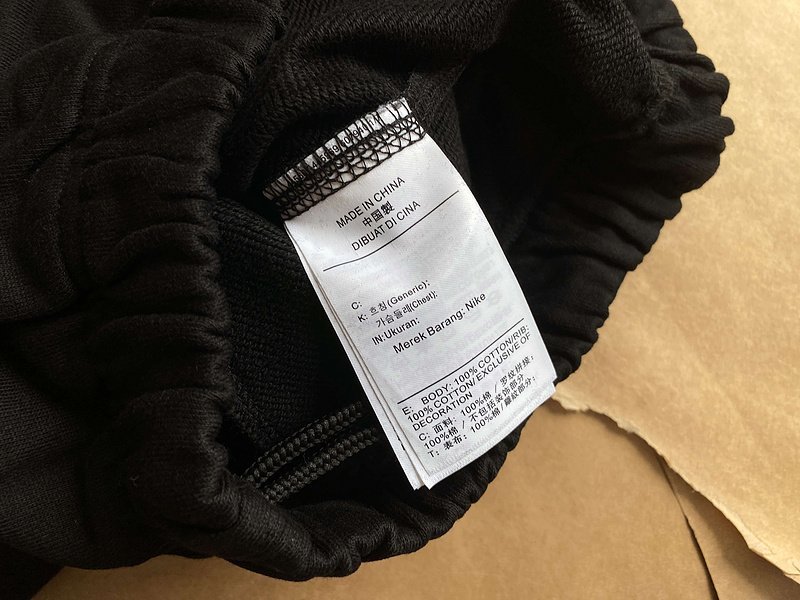 MADE IN CHINA
中国製
DIBUAT DI CINA
C:
K: 호칭(Generic):
가슴둘레(Chest):
IN:Ukuran:
Merek Barang: Nike
E: BODY: 100% COTTON/RIB:
100% COTTON/EXCLUSIVE OF
DECORATION
C: 面料: 100%棉 / 罗纹拼接:
100%棉 / 不包括装饰部分
T: 表布: 100%棉/羅紋部分: